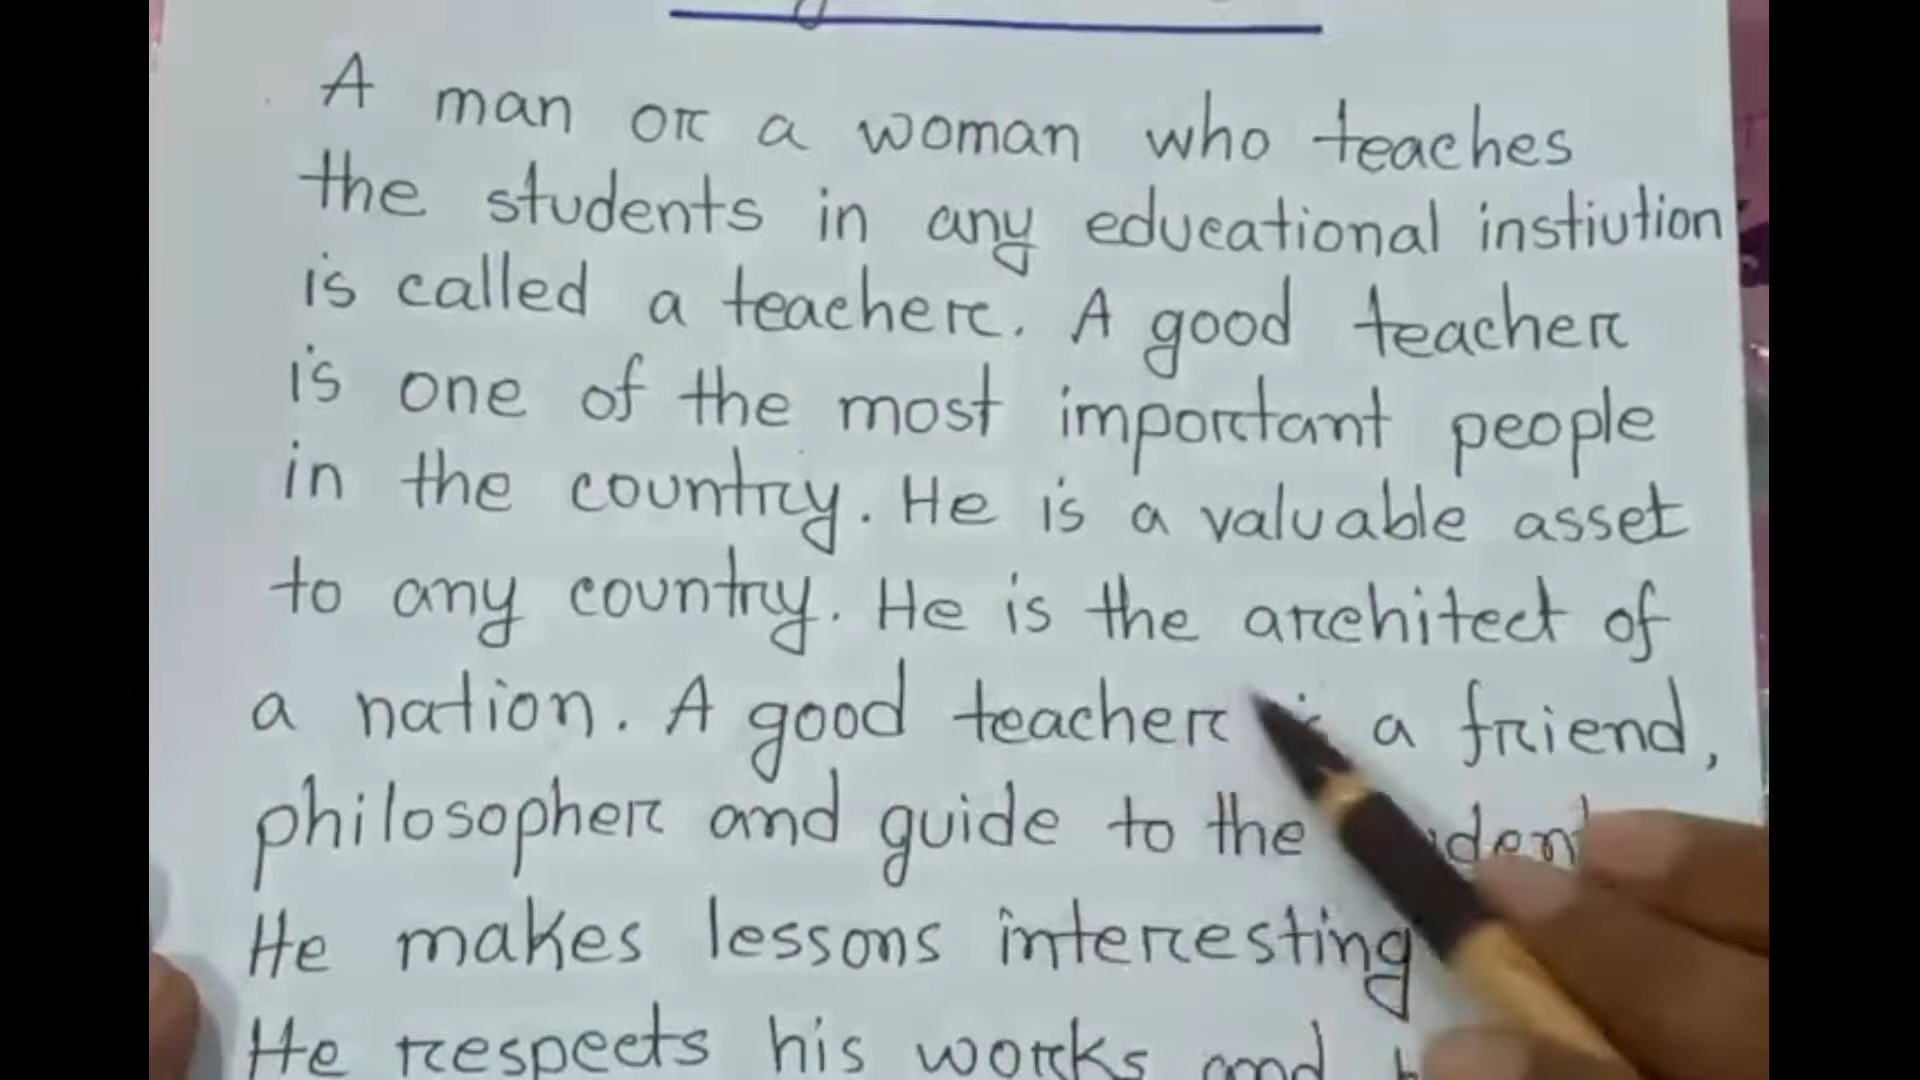 A man or a woman who teaches
the students in any educational instiution
is called a teacher. A good teacher
is one of the most important people
in the country. He is a valuable asset
to any country. He is the architect of
a nation. A good teacher is a friend,
philosopher and guide to the
He makes lessons interesting
He respects his works and